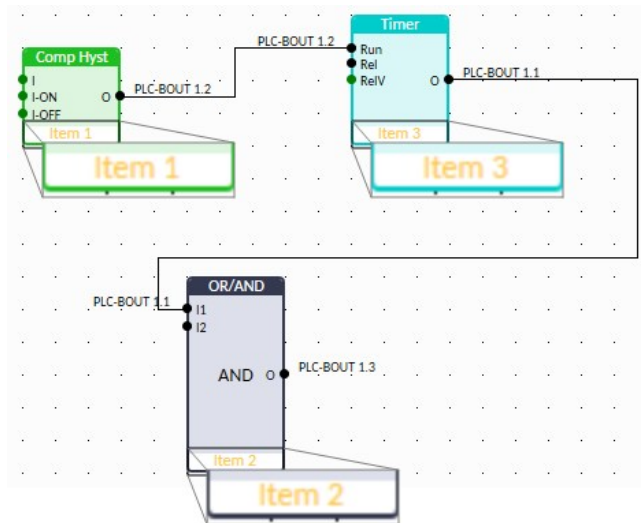 Timer
PLC-BOUT 1.2
Run
Comp Hyst
Rel
I
RelV
O
PLC-BOUT 1.1
I-ON
O
PLC-BOUT 1.2
I-OFF
Item 1
Item 3
Item 1
Item 3
OR/AND
PLC-BOUT 1.1
I1
I2
AND
O
PLC-BOUT 1.3
Item 2
Item 2